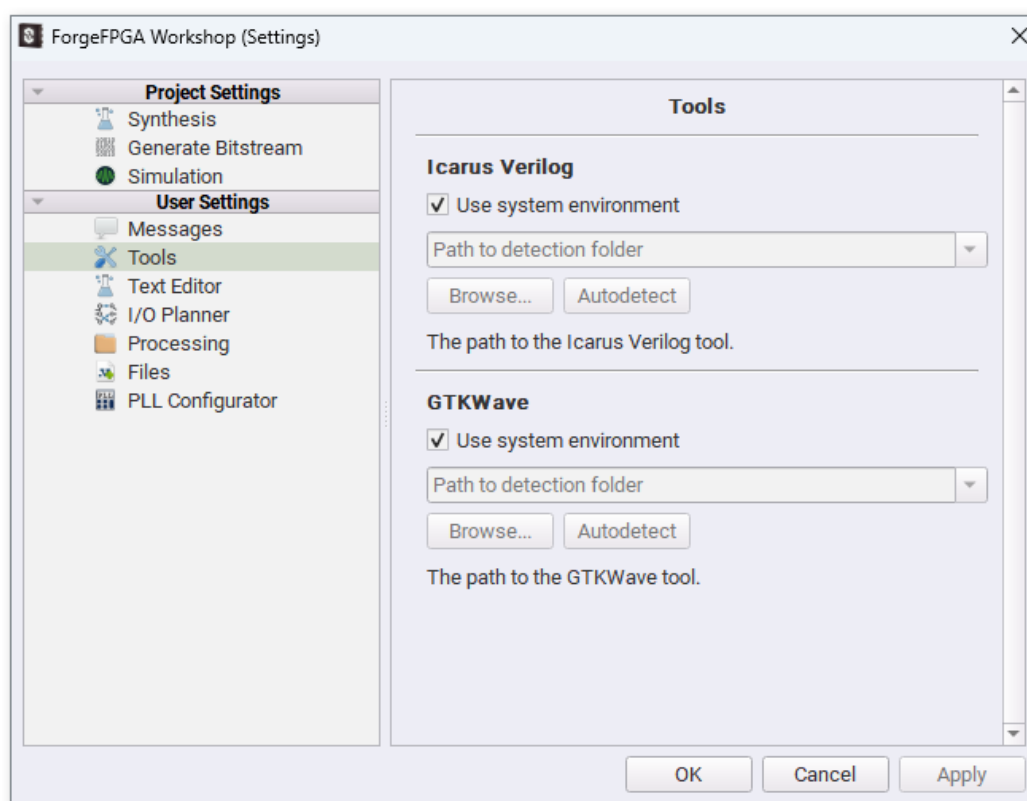 ForgeFPGA Workshop (Settings)
Project Settings
Synthesis
Generate Bitstream
Simulation
User Settings
Messages
Tools
Text Editor
I/O Planner
Processing
Files
PLL Configurator
Tools
Icarus Verilog
Use system environment
Path to detection folder
Browse... Autodetect
The path to the Icarus Verilog tool.
GTKWave
Use system environment
Path to detection folder
Browse... Autodetect
The path to the GTKWave tool.
OK Cancel Apply